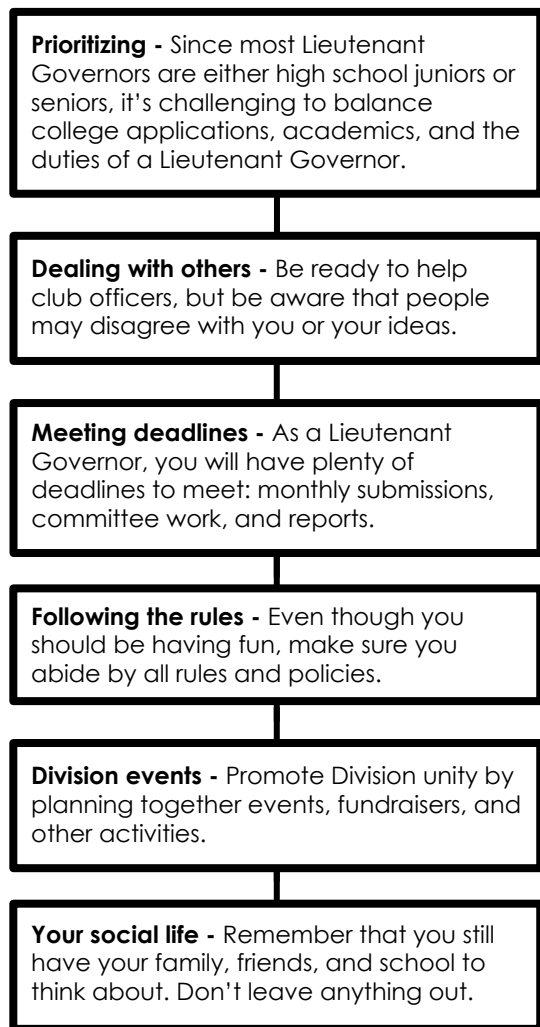 Prioritizing - Since most Lieutenant
Governors are either high school juniors or
seniors, it's challenging to balance
college applications, academics, and the
duties of a Lieutenant Governor.
Dealing with others - Be ready to help
club officers, but be aware that people
may disagree with you or your ideas.
Meeting deadlines - As a Lieutenant
Governor, you will have plenty of
deadlines to meet: monthly submissions,
committee work, and reports.
Following the rules - Even though you
should be having fun, make sure you
abide by all rules and policies.
Division events - Promote Division unity by
planning together events, fundraisers, and
other activities.
Your social life - Remember that you still
have your family, friends, and school to
think about. Don't leave anything out.